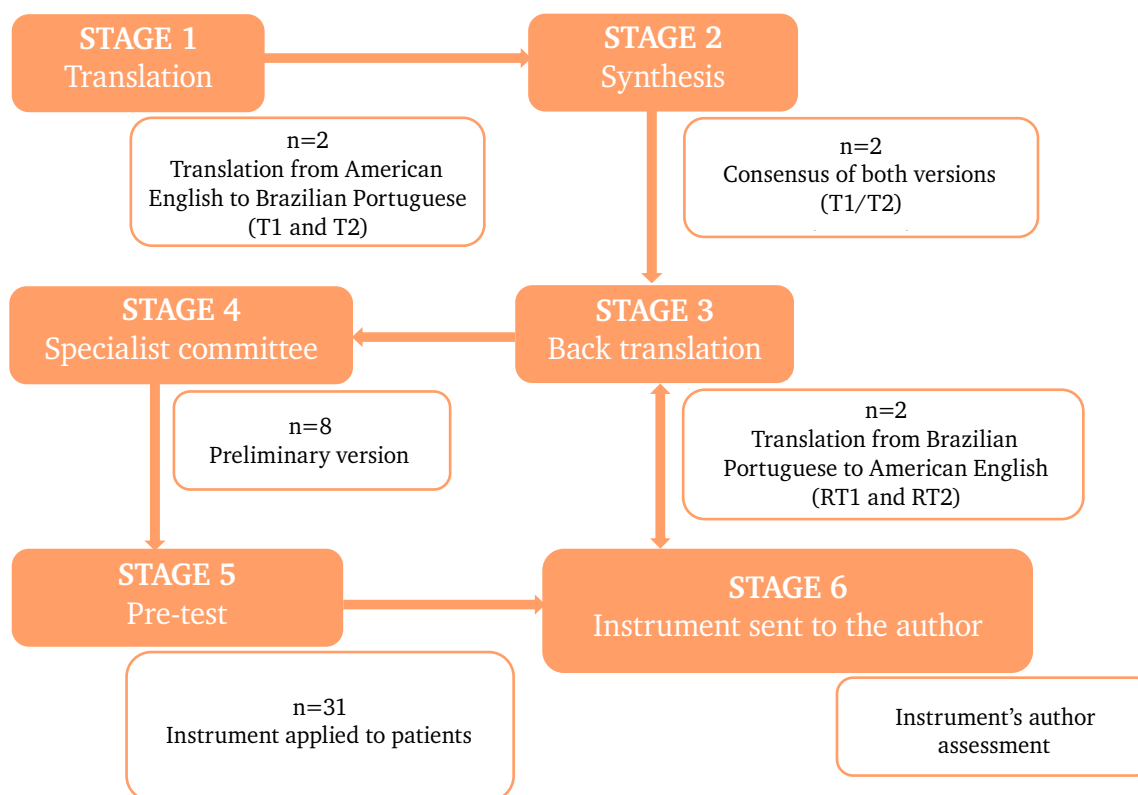 STAGE 1
Translation
n=2
Translation from American
English to Brazilian Portuguese
(T1 and T2)
STAGE 2
Synthesis
n=2
Consensus of both versions
(T1/T2)
STAGE 3
Back translation
n=2
Translation from Brazilian
Portuguese to American English
(RT1 and RT2)
STAGE 4
Specialist committee
n=8
Preliminary version
STAGE 5
Pre-test
n=31
Instrument applied to patients
STAGE 6
Instrument sent to the author
Instrument’s author
assessment